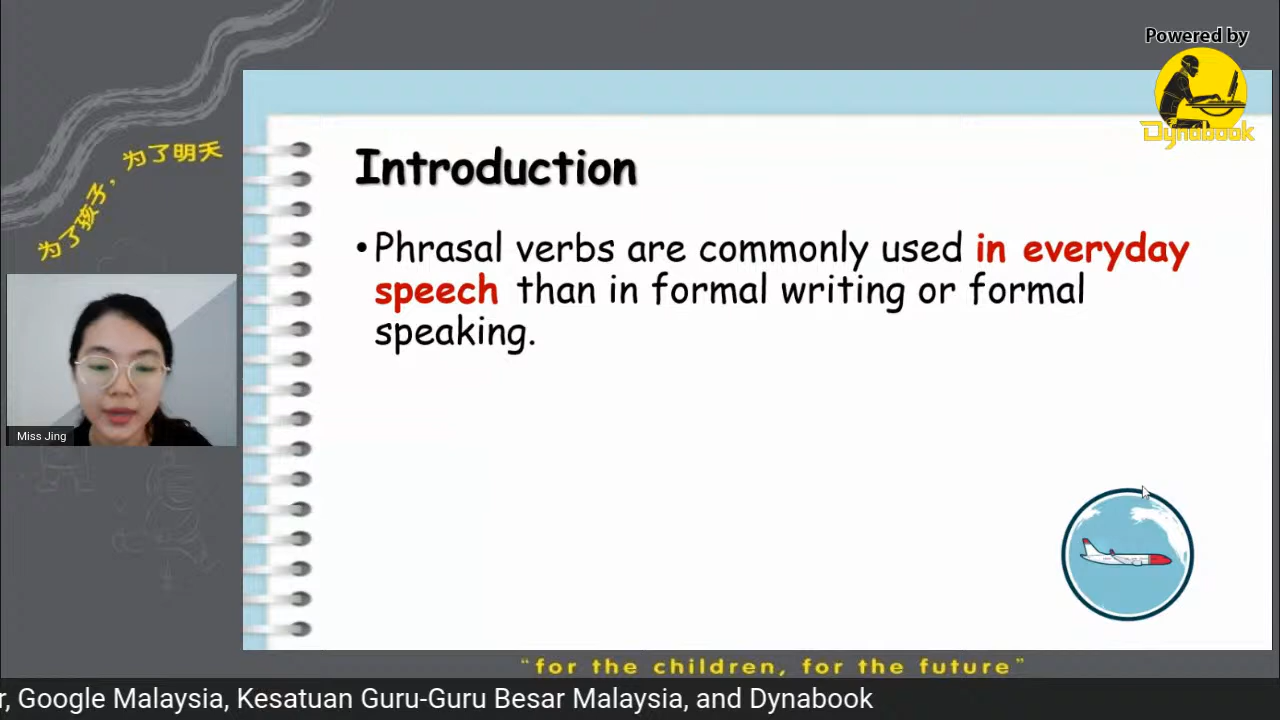 Powered by
Dynabook
为了孩子，为了明天
Introduction
•Phrasal verbs are commonly used in everyday
speech than in formal writing or formal
speaking.
Miss Jing
“for the children, for the future”
r, Google Malaysia, Kesatuan Guru-Guru Besar Malaysia, and Dynabook